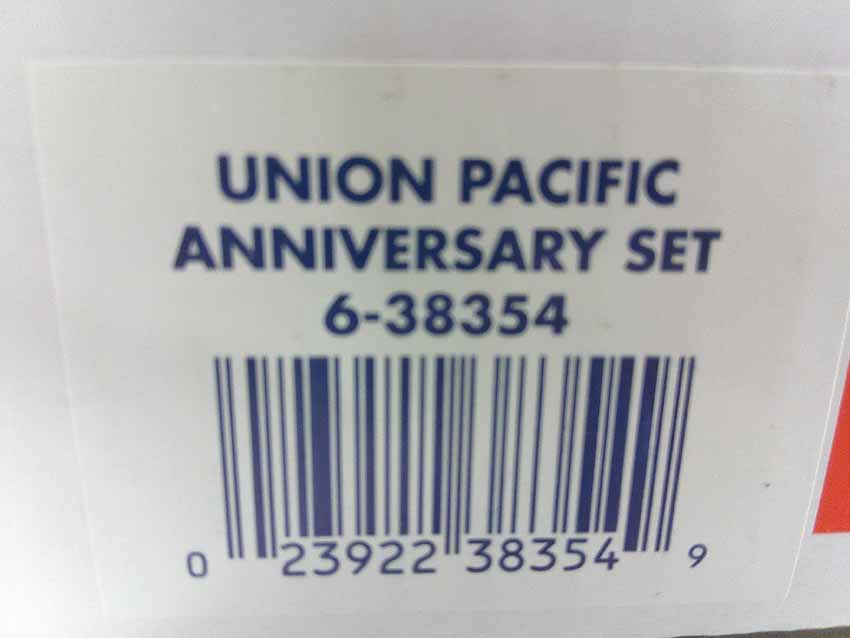 UNION PACIFIC
ANNIVERSARY SET
6-38354
0 23922 38354 9